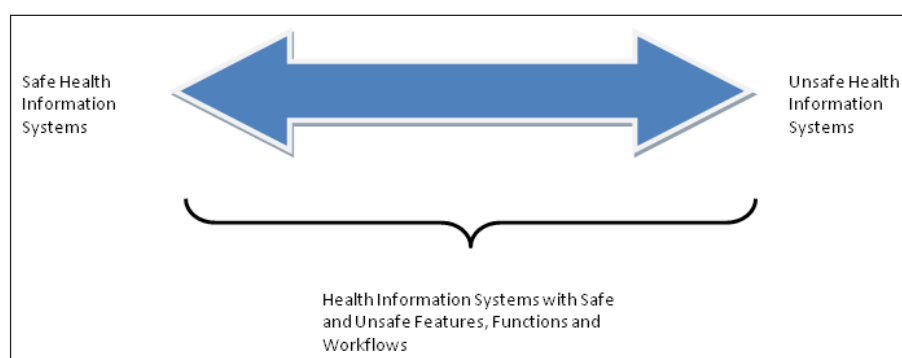 Safe Health
Information
Systems
Unsafe Health
Information
Systems
Health Information Systems with Safe
and Unsafe Features, Functions and
Workflows